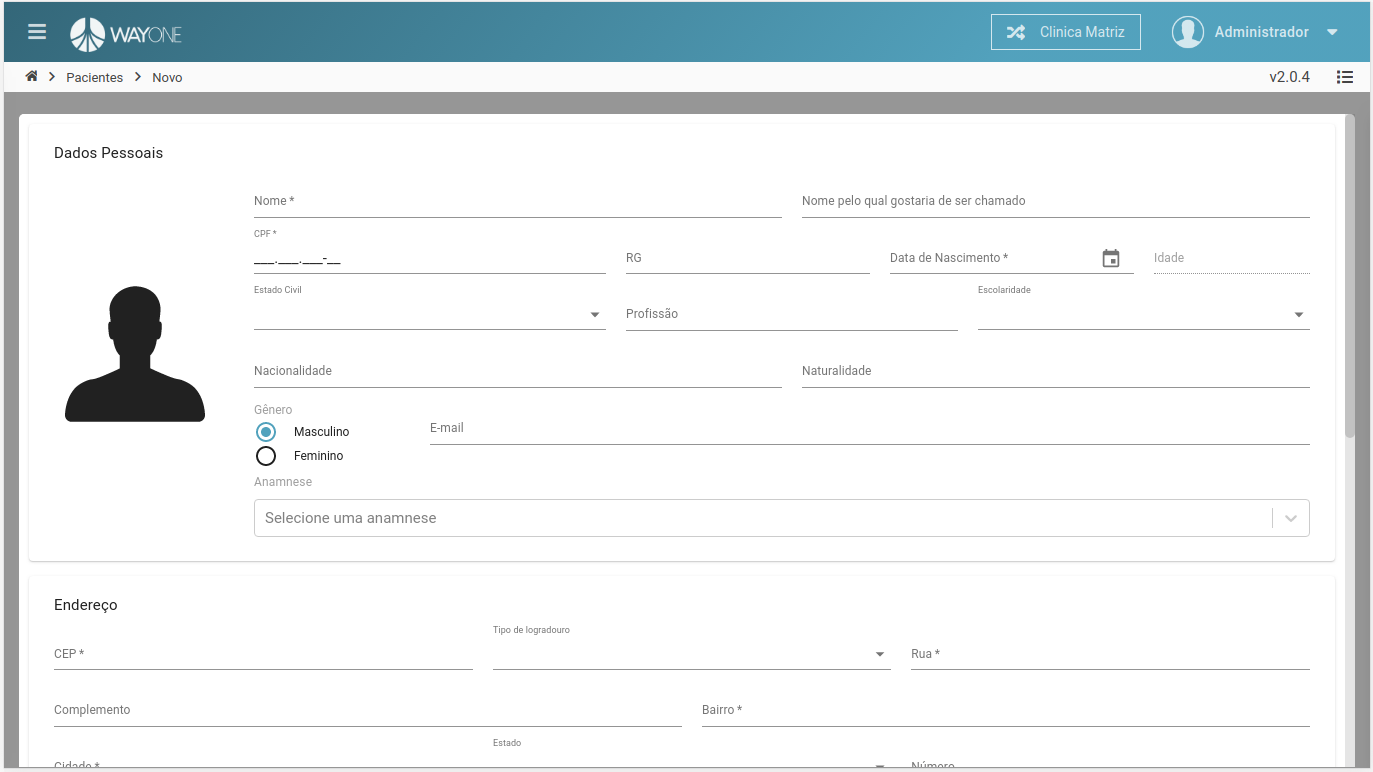 WAYONE
Clinica Matriz
Administrador
Pacientes
Novo
v2.0.4
Dados Pessoais
Nome *
Nome pelo qual gostaria de ser chamado
CPF *
___.___.___-__
RG
Data de Nascimento *
Idade
Estado Civil
Profissão
Escolaridade
Nacionalidade
Naturalidade
Gênero
Masculino
Feminino
E-mail
Anamnese
Selecione uma anamnese
Endereço
CEP *
Tipo de logradouro
Rua *
Complemento
Bairro *
Estado
Cidade *
Número